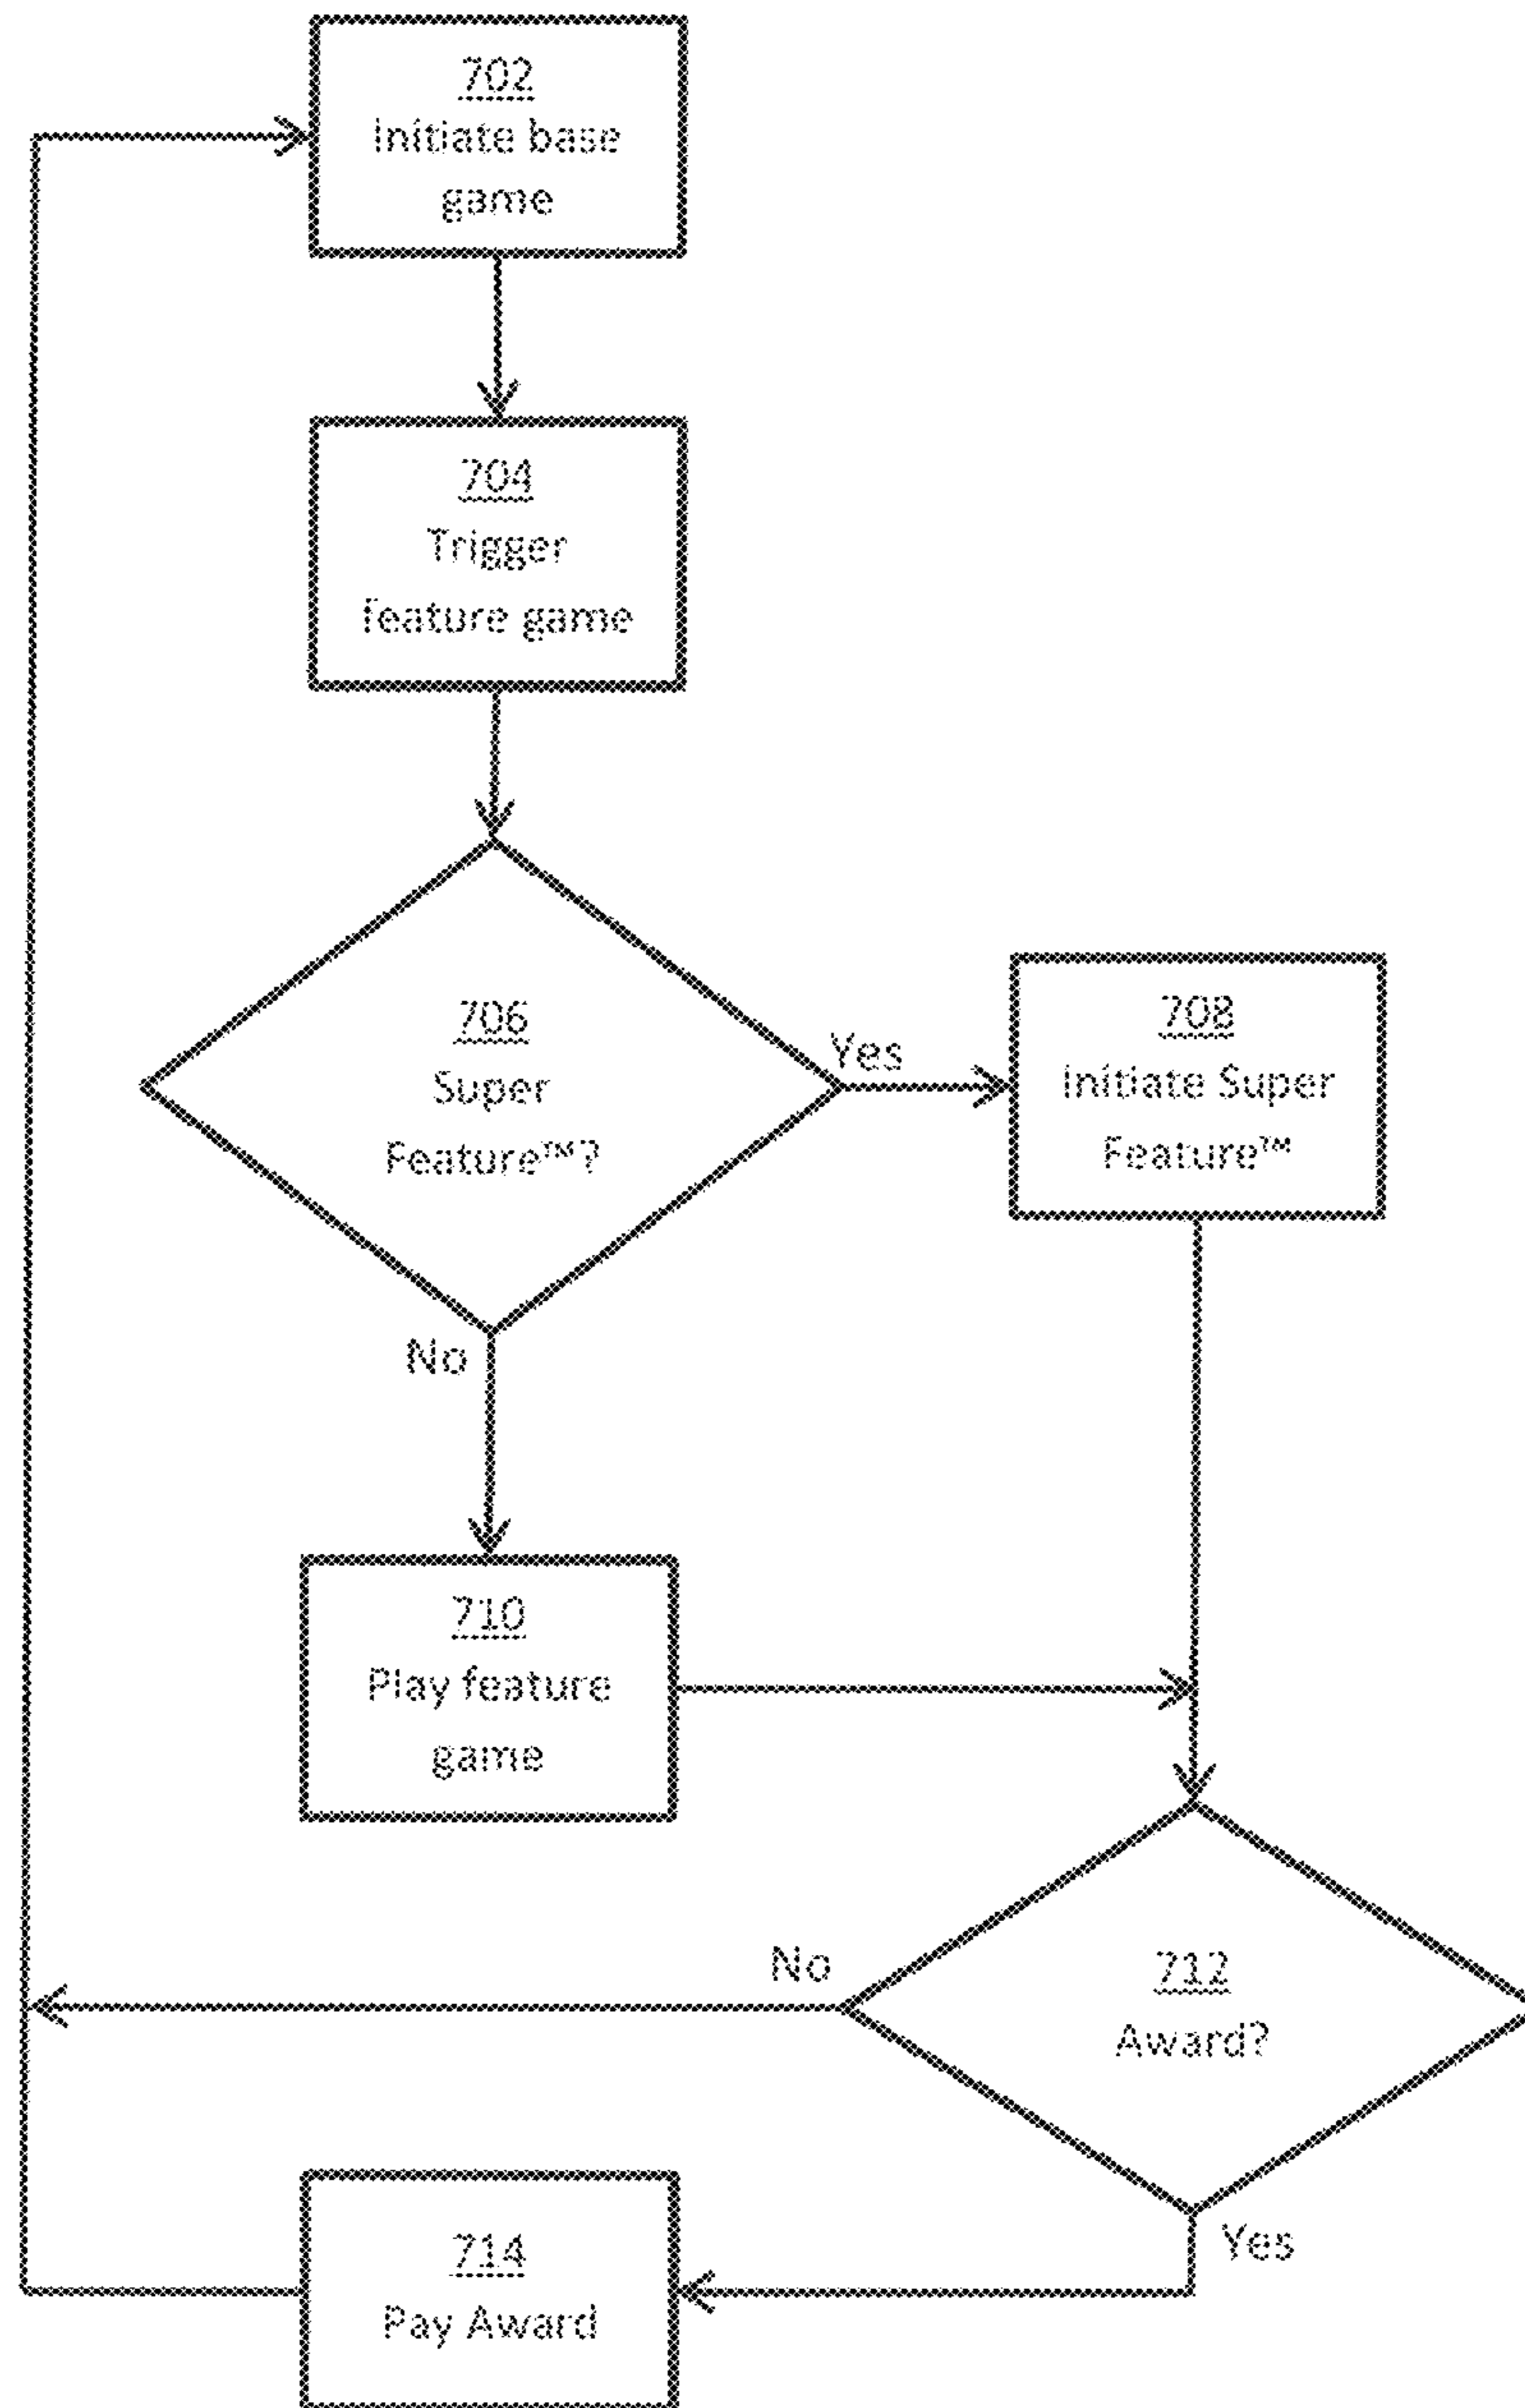 702
Initiate base
game
704
Trigger
feature game
706
Super
Feature™?
Yes
708
Initiate Super
Feature™
No
710
Play feature
game
No
712
Award?
Yes
714
Pay Award